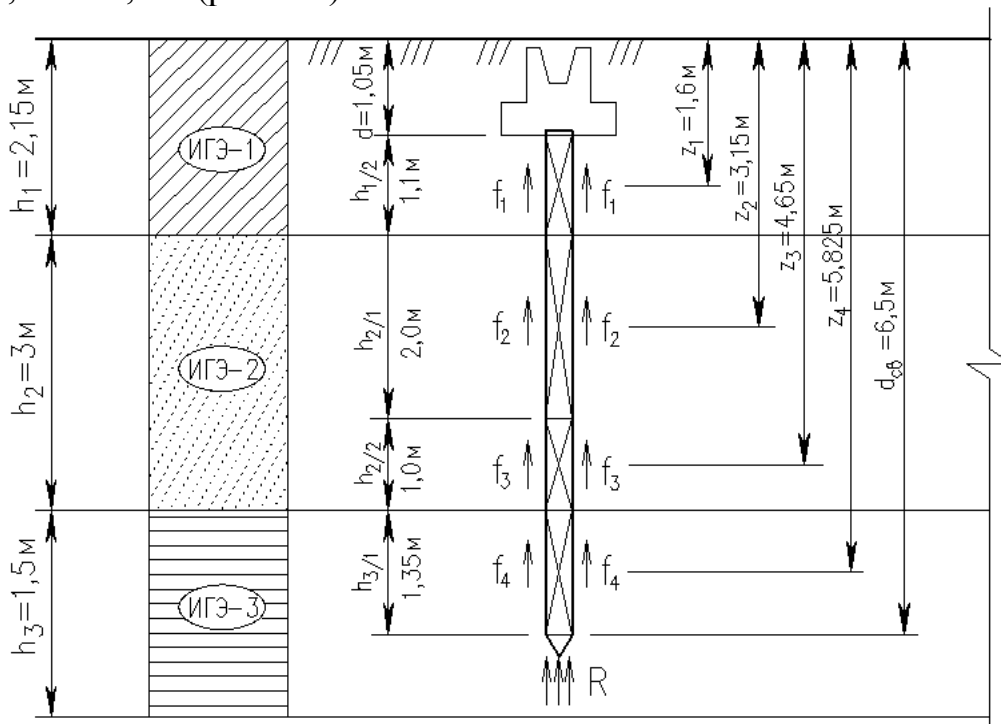 h₁=2,15м
ИГЭ-1
d=1,05м
h₁/₂
1,1м
f₁
f₁
z₁=1,6м
z₂=3,15м
z₃=4,65м
z₄=5,825м
d_св=6,5м
h₂=3м
ИГЭ-2
h₂/₁
2,0м
f₂
f₂
h₂/₂
1,0м
f₃
f₃
h₃=1,5м
ИГЭ-3
h₃/₁
1,35м
f₄
f₄
R